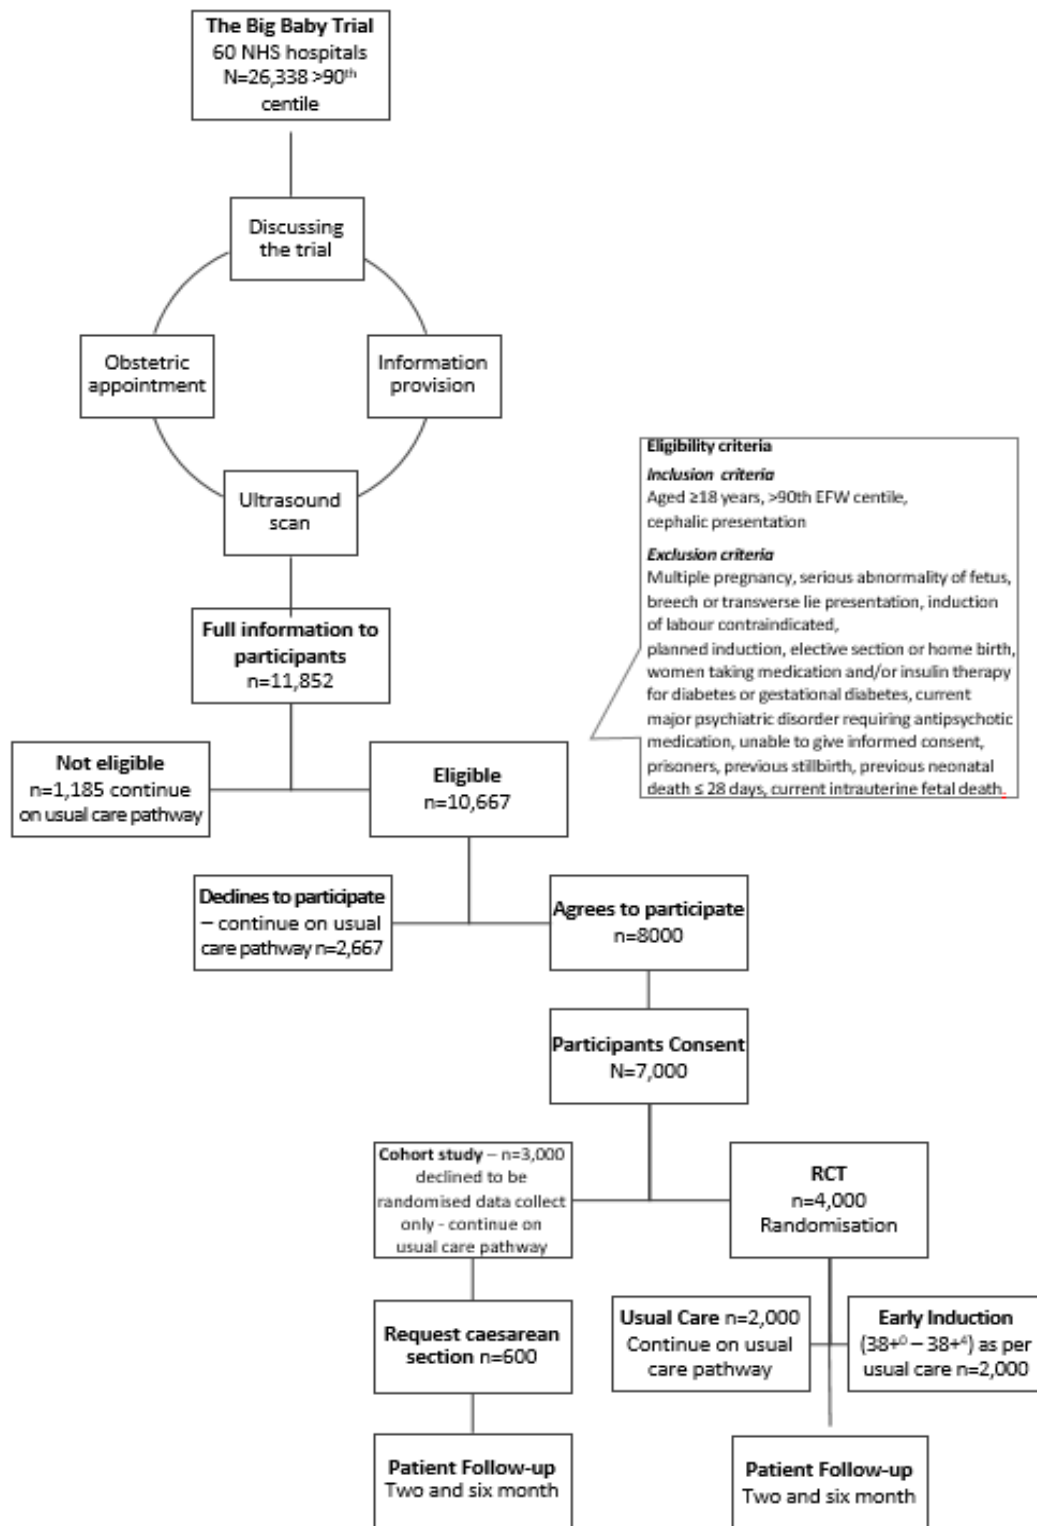 The Big Baby Trial
60 NHS hospitals
N=26,338 >90th
centile
Discussing
the trial
Obstetric
appointment
Information
provision
Ultrasound
scan
Eligibility criteria
Inclusion criteria
Aged ≥18 years, >90th EFW centile,
cephalic presentation
Exclusion criteria
Multiple pregnancy, serious abnormality of fetus,
breech or transverse lie presentation, induction
of labour contraindicated,
planned induction, elective section or home birth,
women taking medication and/or insulin therapy
for diabetes or gestational diabetes, current
major psychiatric disorder requiring antipsychotic
medication, unable to give informed consent,
prisoners, previous stillbirth, previous neonatal
death ≤ 28 days, current intrauterine fetal death.
Full information to
participants
n=11,852
Not eligible
n=1,185 continue
on usual care pathway
Eligible
n=10,667
Declines to participate
– continue on usual
care pathway n=2,667
Agrees to participate
n=8000
Participants Consent
N=7,000
Cohort study – n=3,000
declined to be
randomised data collect
only - continue on
usual care pathway
RCT
n=4,000
Randomisation
Request caesarean
section n=600
Usual Care n=2,000
Continue on usual
care pathway
Early Induction
(38+0 – 38+4) as per
usual care n=2,000
Patient Follow-up
Two and six month
Patient Follow-up
Two and six month